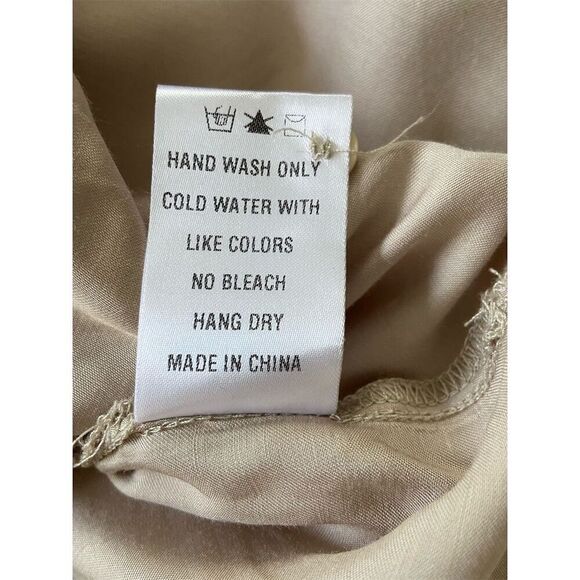 HAND WASH ONLY
COLD WATER WITH
LIKE COLORS
NO BLEACH
HANG DRY
MADE IN CHINA